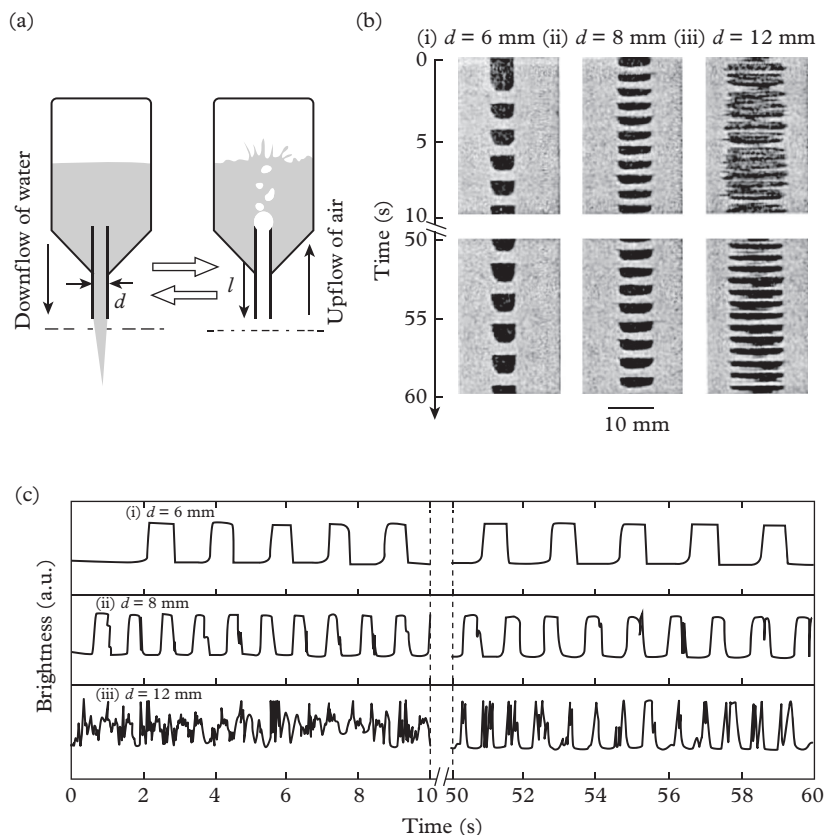 (a)
Downflow of water
d
l
Upflow of air
(b)
(i) d = 6 mm (ii) d = 8 mm (iii) d = 12 mm
0
5
10
50
55
60
Time (s)
10 mm
(c)
(i) d = 6 mm
(ii) d = 8 mm
(iii) d = 12 mm
Brightness (a.u.)
0 2 4 6 8 10 50 52 54 56 58 60
Time (s)